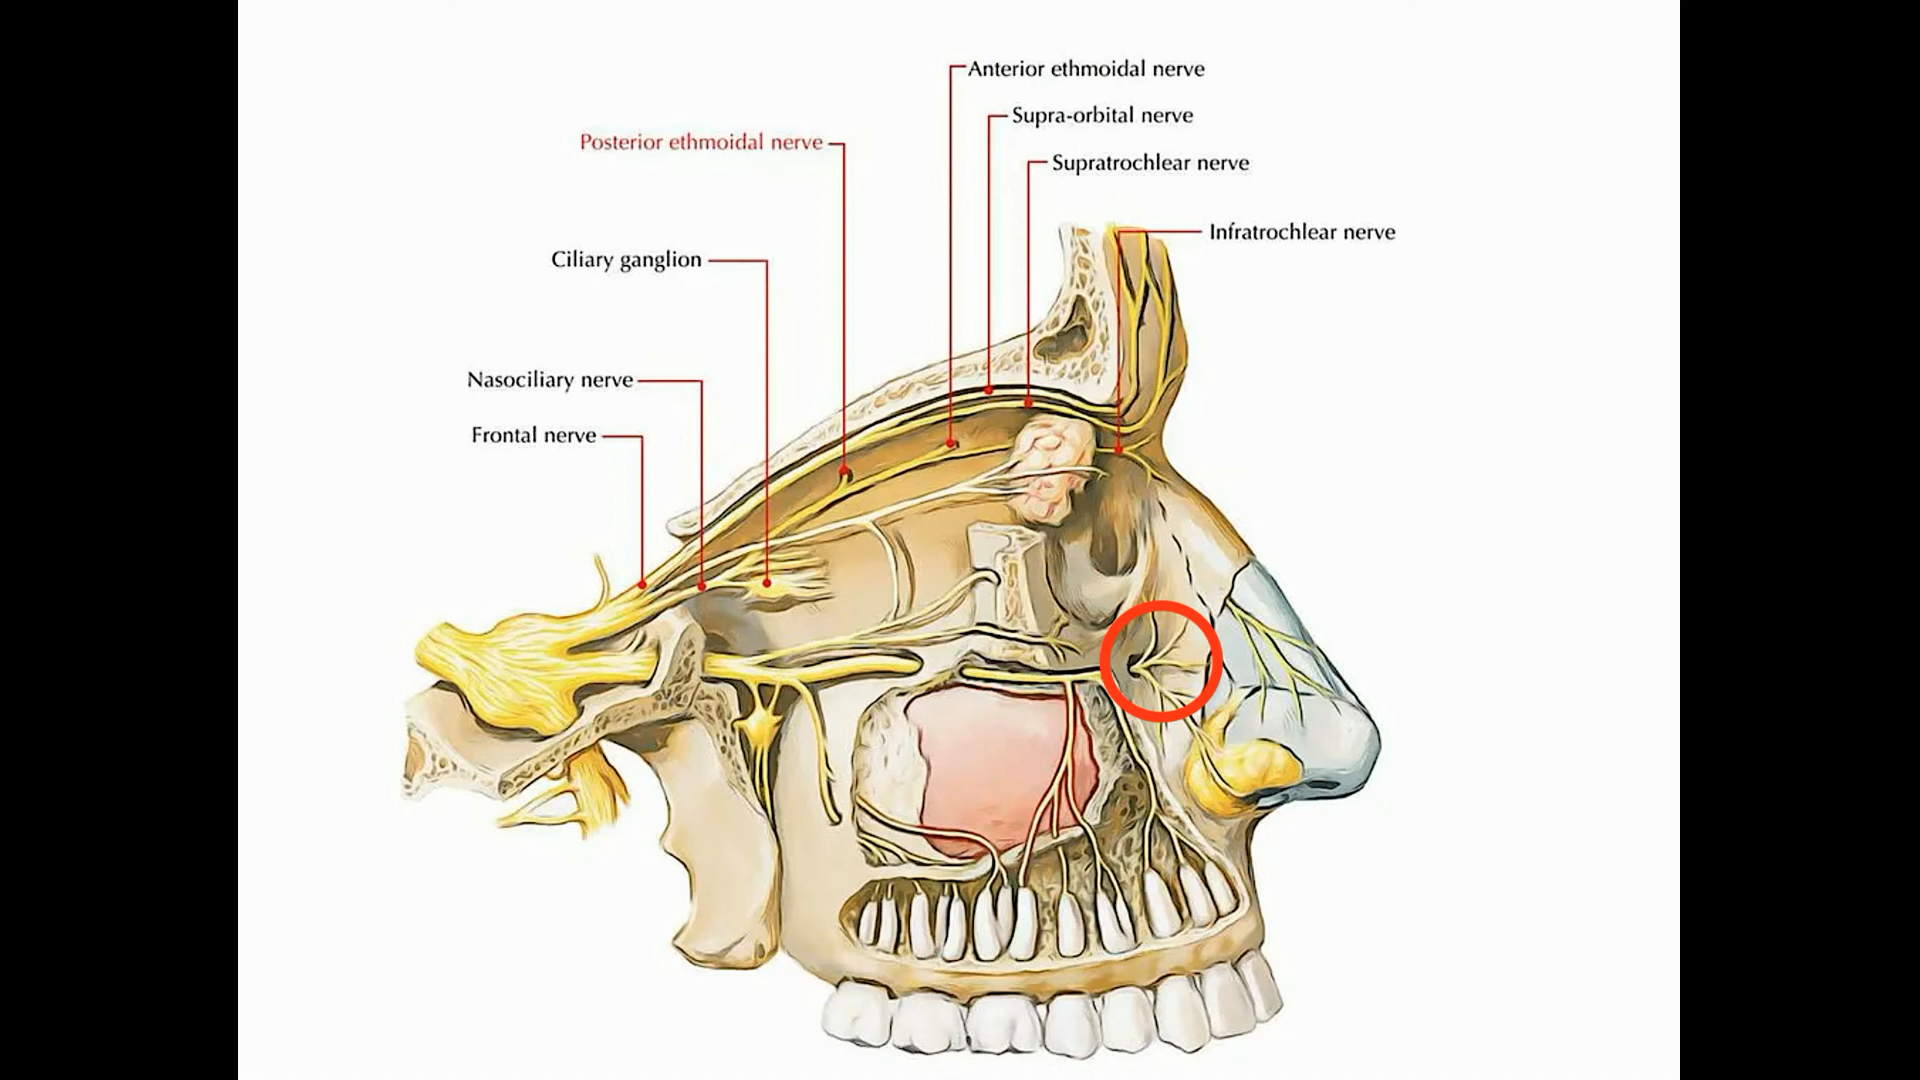 Anterior ethmoidal nerve
Supra-orbital nerve
Posterior ethmoidal nerve
Supratrochlear nerve
Infratrochlear nerve
Ciliary ganglion
Nasociliary nerve
Frontal nerve